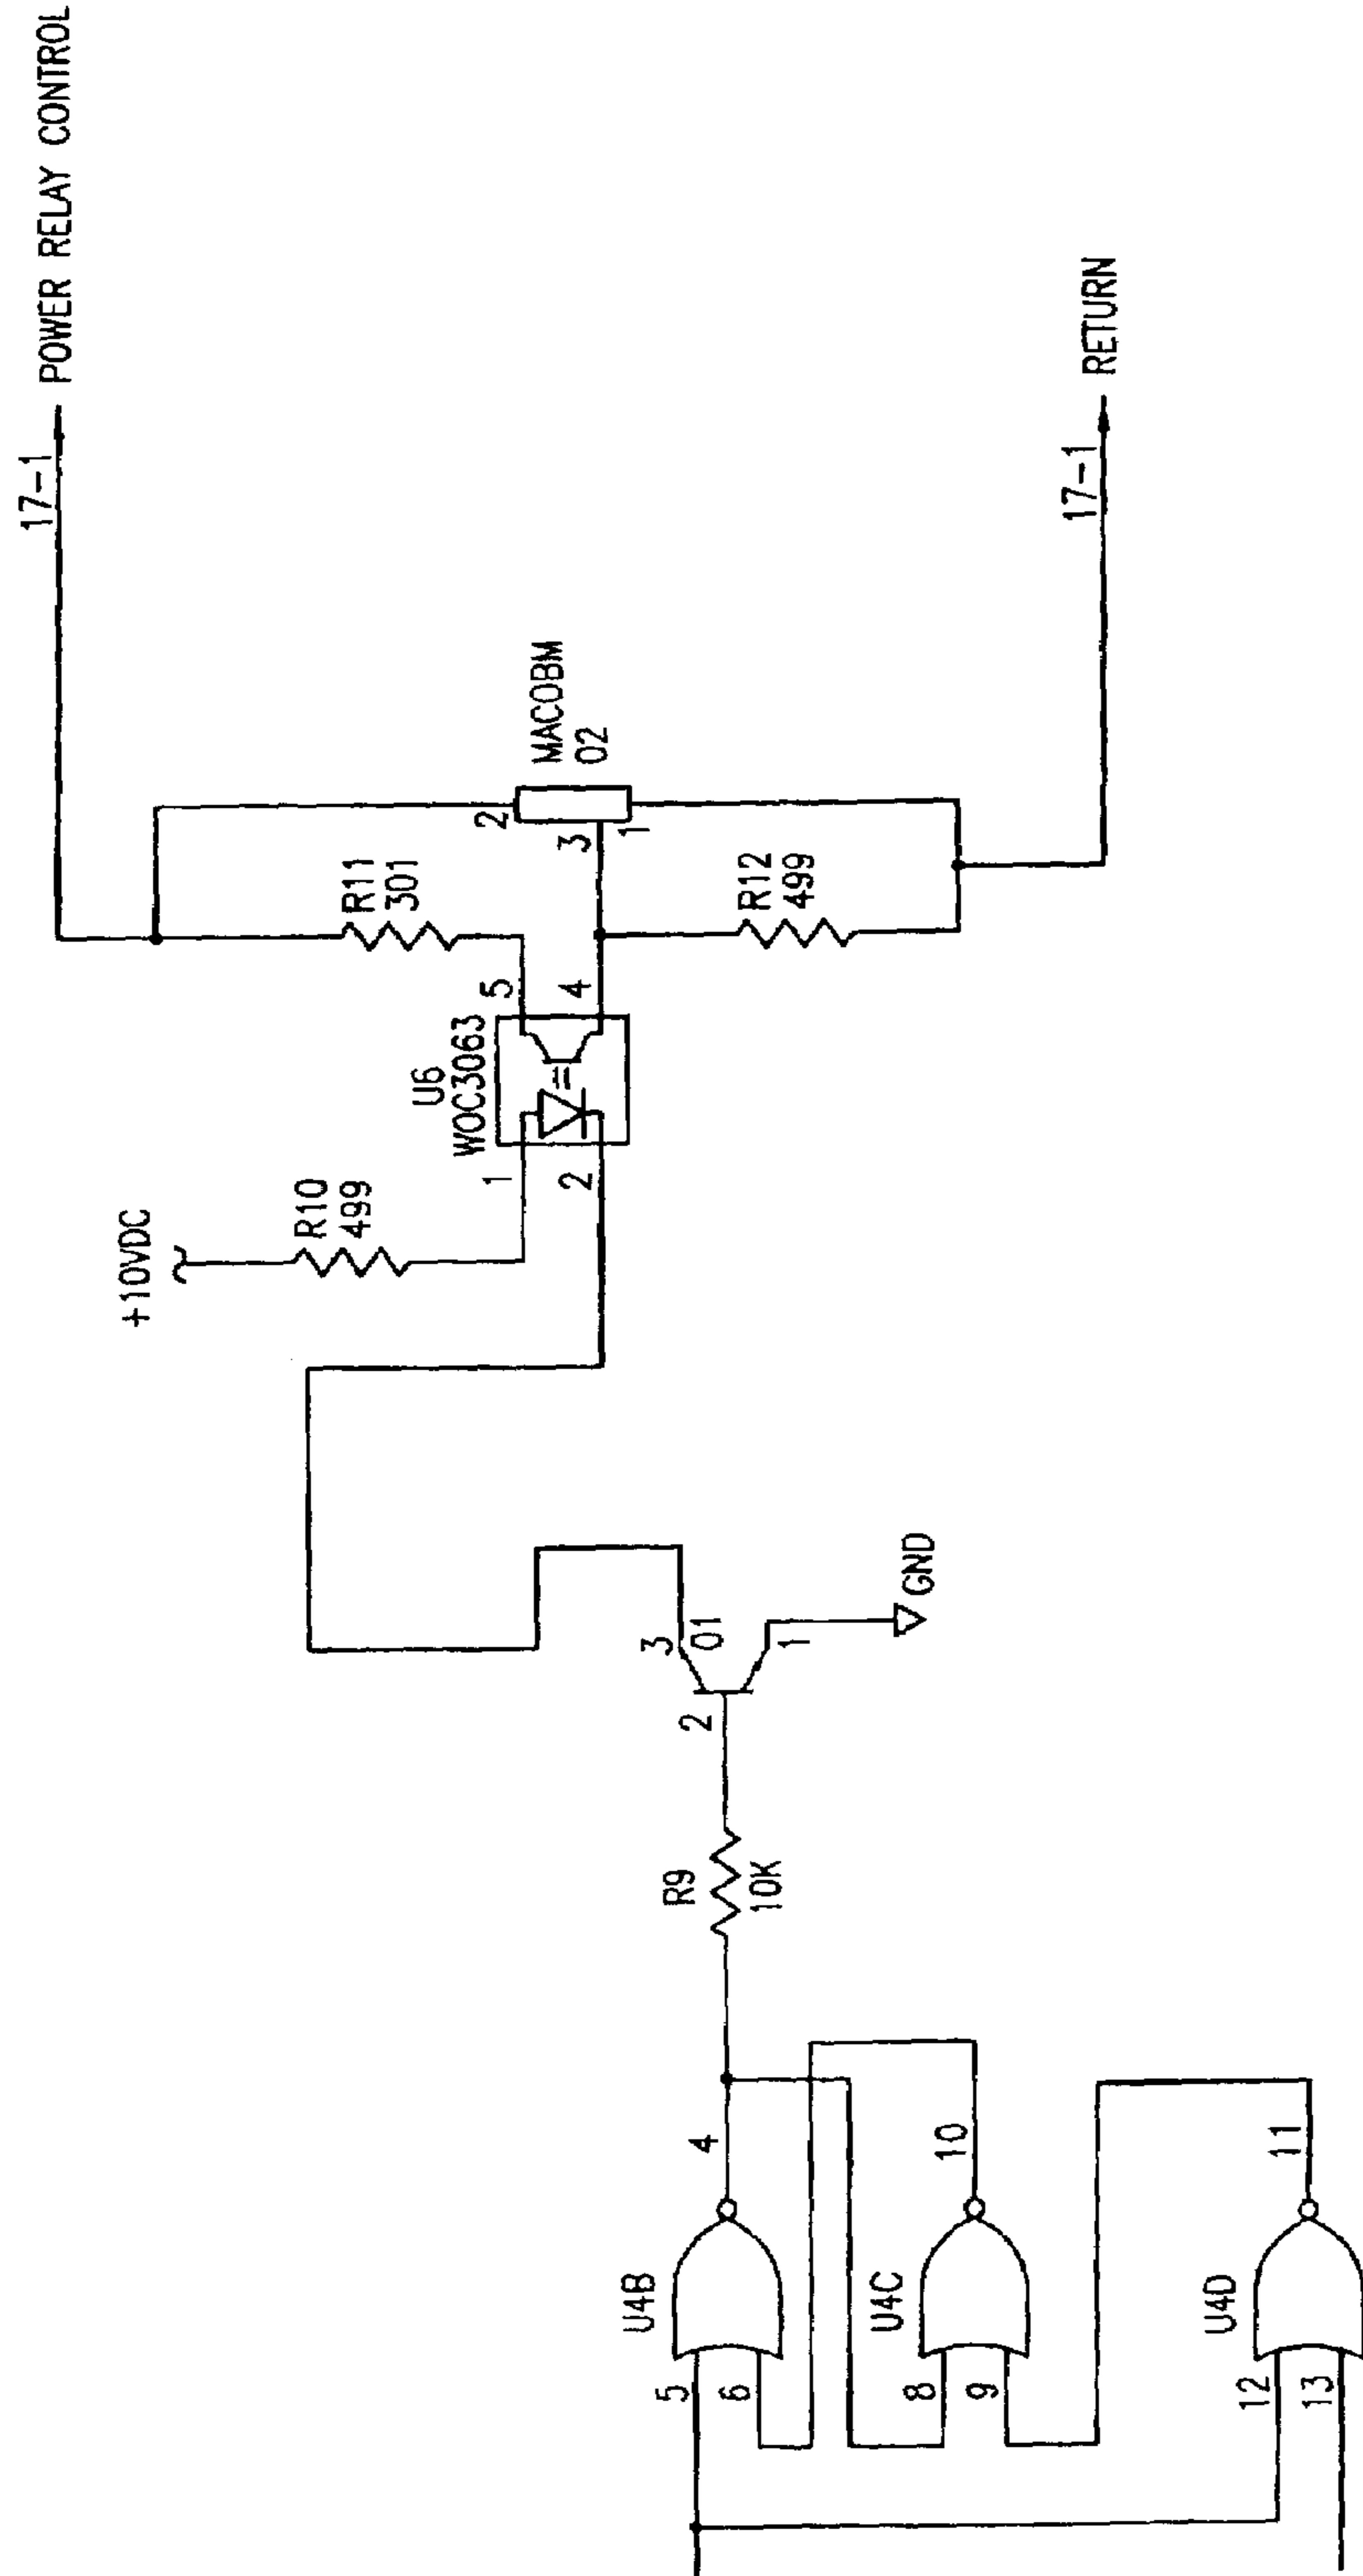 17-1
POWER RELAY CONTROL
+10VDC
R10
499
U6
WOC3063
1
2
5
4
R11
301
2
3
1
MACOBM
02
R12
499
17-1
RETURN
3
01
2
1
GND
R9
10K
U4B
5
6
4
U4C
8
9
10
U4D
12
13
11